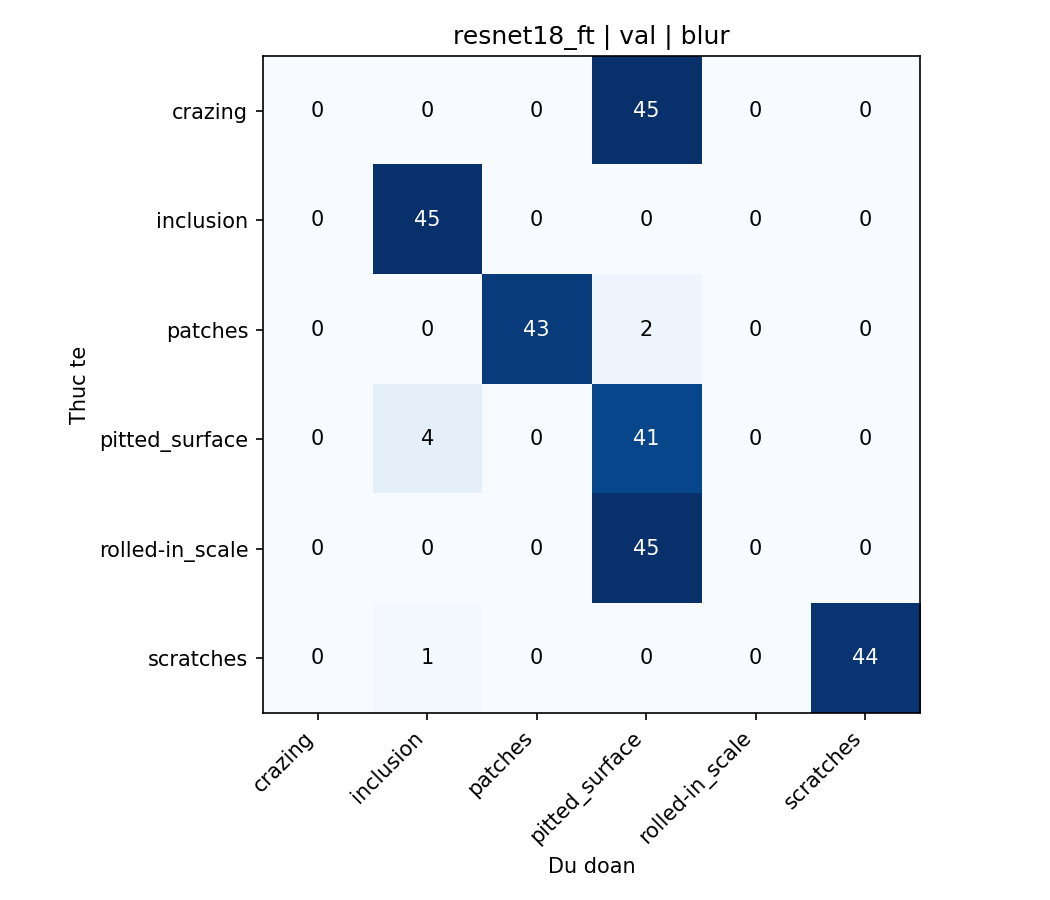 resnet18_ft | val | blur
crazing 0 0 0 45 0 0
inclusion 0 45 0 0 0 0
patches 0 0 43 2 0 0
Thuc te
pitted_surface 0 4 0 41 0 0
rolled-in_scale 0 0 0 45 0 0
scratches 0 1 0 0 0 44
crazing inclusion patches pitted_surface rolled-in_scale scratches
Du doan